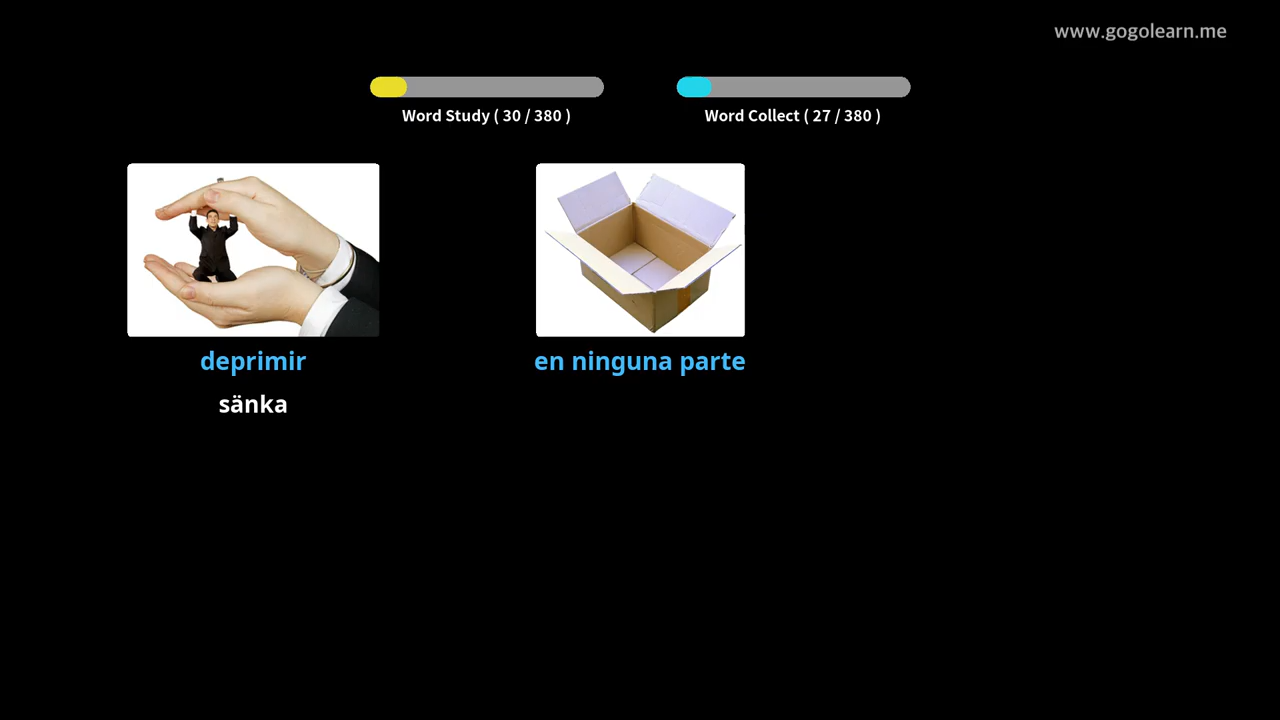 www.gogolearn.me
Word Study ( 30 / 380 )
Word Collect ( 27 / 380 )
deprimir
sänka
en ninguna parte